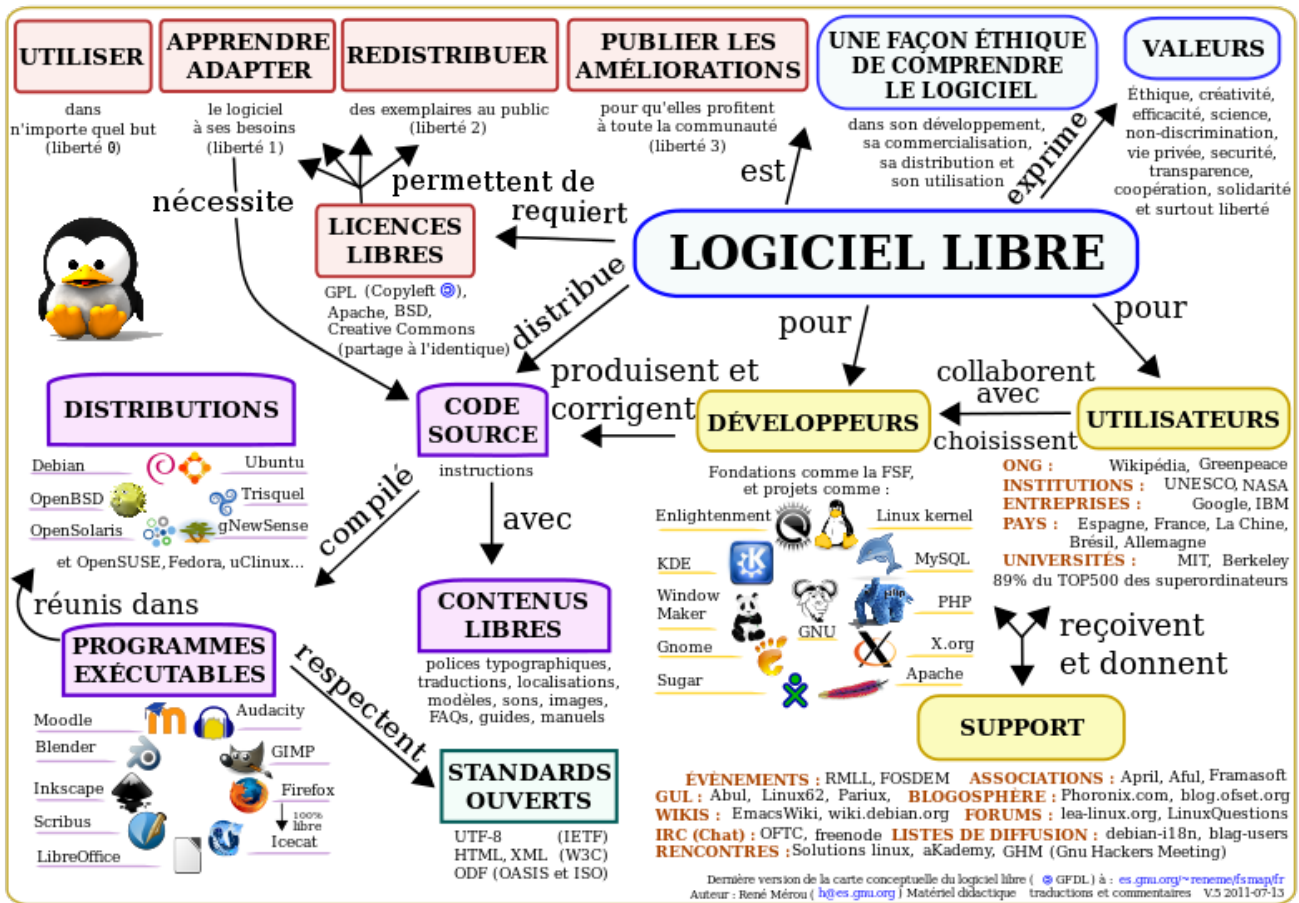 UTILISER
dans
n'importe quel but
(liberté 0)
APPRENDRE
ADAPTER
le logiciel
à ses besoins
(liberté 1)
REDISTRIBUER
des exemplaires au public
(liberté 2)
PUBLIER LES
AMÉLIORATIONS
pour qu'elles profitent
à toute la communauté
(liberté 3)
UNE FAÇON ÉTHIQUE
DE COMPRENDRE
LE LOGICIEL
dans son développement,
sa commercialisation,
sa distribution et
son utilisation
VALEURS
Éthique, créativité,
efficacité, science,
non-discrimination,
vie privée, securité,
transparence,
coopération, solidarité
et surtout liberté
nécessite
permettent de
requiert
est
exprime
LICENCES
LIBRES
GPL (Copyleft),
Apache, BSD,
Creative Commons
(partage à l'identique)
LOGICIEL LIBRE
distribue
pour
pour
produisent et
corrigent
collaborent
avec
choisissent
DISTRIBUTIONS
Debian
Ubuntu
OpenBSD
Trisquel
OpenSolaris
gNewSense
et OpenSUSE, Fedora, uClinux...
CODE
SOURCE
instructions
compilé
avec
DÉVELOPPEURS
Fondations comme la FSF,
et projets comme :
Enlightenment
Linux kernel
KDE
MySQL
Window
Maker
GNU
PHP
php
Gnome
X.org
Sugar
Apache
UTILISATEURS
ONG : Wikipédia, Greenpeace
INSTITUTIONS : UNESCO, NASA
ENTREPRISES : Google, IBM
PAYS : Espagne, France, La Chine,
Brésil, Allemagne
UNIVERSITÉS : MIT, Berkeley
89% du TOP500 des superordinateurs
réunis dans
PROGRAMMES
EXÉCUTABLES
respectent
Moodle
Audacity
Blender
GIMP
Inkscape
Firefox
100%
libre
Scribus
Icecat
LibreOffice
CONTENUS
LIBRES
polices typographiques,
traductions, localisations,
modèles, sons, images,
FAQs, guides, manuels
STANDARDS
OUVERTS
UTF-8 (IETF)
HTML, XML (W3C)
ODF (OASIS et ISO)
reçoivent
et donnent
SUPPORT
ÉVÉNEMENTS : RMLL, FOSDEM ASSOCIATIONS : April, Aful, Framasoft
GUL : Abul, Linux62, Pariux, BLOGOSPHÈRE : Phoronix.com, blog.ofset.org
WIKIS : EmacsWiki, wiki.debian.org FORUMS : lea-linux.org, LinuxQuestions
IRC (Chat) : OFTC, freenode LISTES DE DIFFUSION : debian-i18n, blag-users
RENCONTRES : Solutions linux, aKademy, GHM (Gnu Hackers Meeting)
Dernière version de la carte conceptuelle du logiciel libre ( GFDL) à : es.gnu.org/~reneme/fsmap/fr
Auteur : René Mérou ( h@es.gnu.org ) Matériel didactique traductions et commentaires V.5 2011-07-13